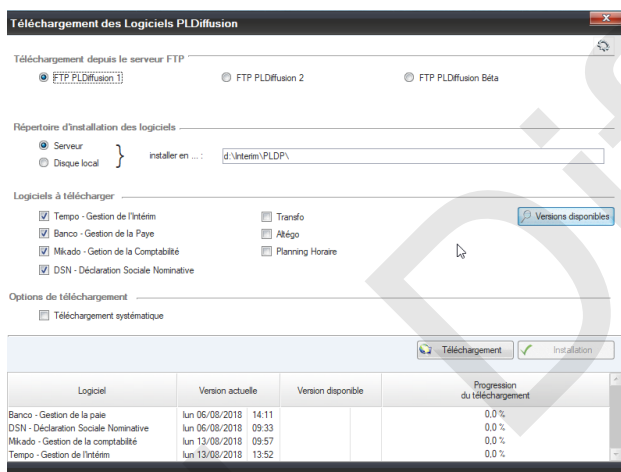 Téléchargement des Logiciels PLDiffusion
x
Téléchargement depuis le serveur FTP
FTP PLDiffusion 1 FTP PLDiffusion 2 FTP PLDiffusion Béta
Répertoire d'installation des logiciels
Serveur
Disque local
} installer en ... : d:\Interim\PLDP\
Logiciels à télécharger
Tempo - Gestion de l'Intérim Transfo Versions disponibles
Banco - Gestion de la Paye Altégo
Mikado - Getion de la Comptabilité Planning Horaire
DSN - Déclaration Sociale Nominative
Options de téléchargement
Téléchargement systématique
Téléchargement Installation
Logiciel Version actuelle Version disponible Progression
du téléchargement
Banco - Gestion de la paie lun 06/08/2018 14:11 0,0 %
DSN - Déclaration Sociale Nominative lun 06/08/2018 09:33 0,0 %
Mikado - Gestion de la comptabilité lun 13/08/2018 09:57 0,0 %
Tempo - Gestion de l'Intérim lun 13/08/2018 13:52 0,0 %